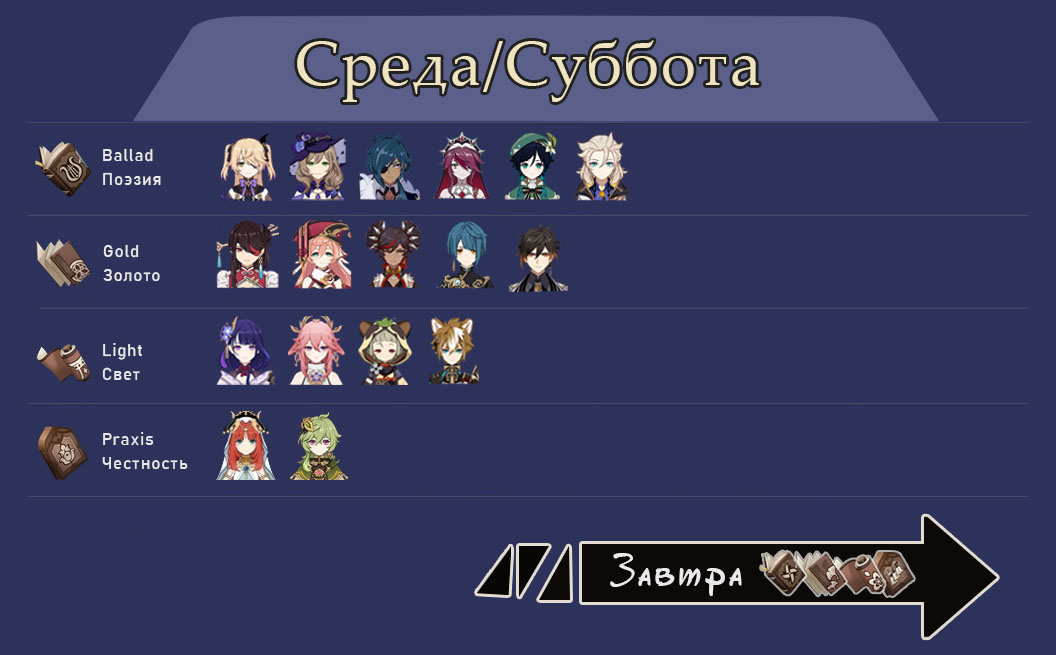 Среда/Суббота
Ballad
Поэзия
Gold
Золото
Light
Свет
Praxis
Честность
Завтра